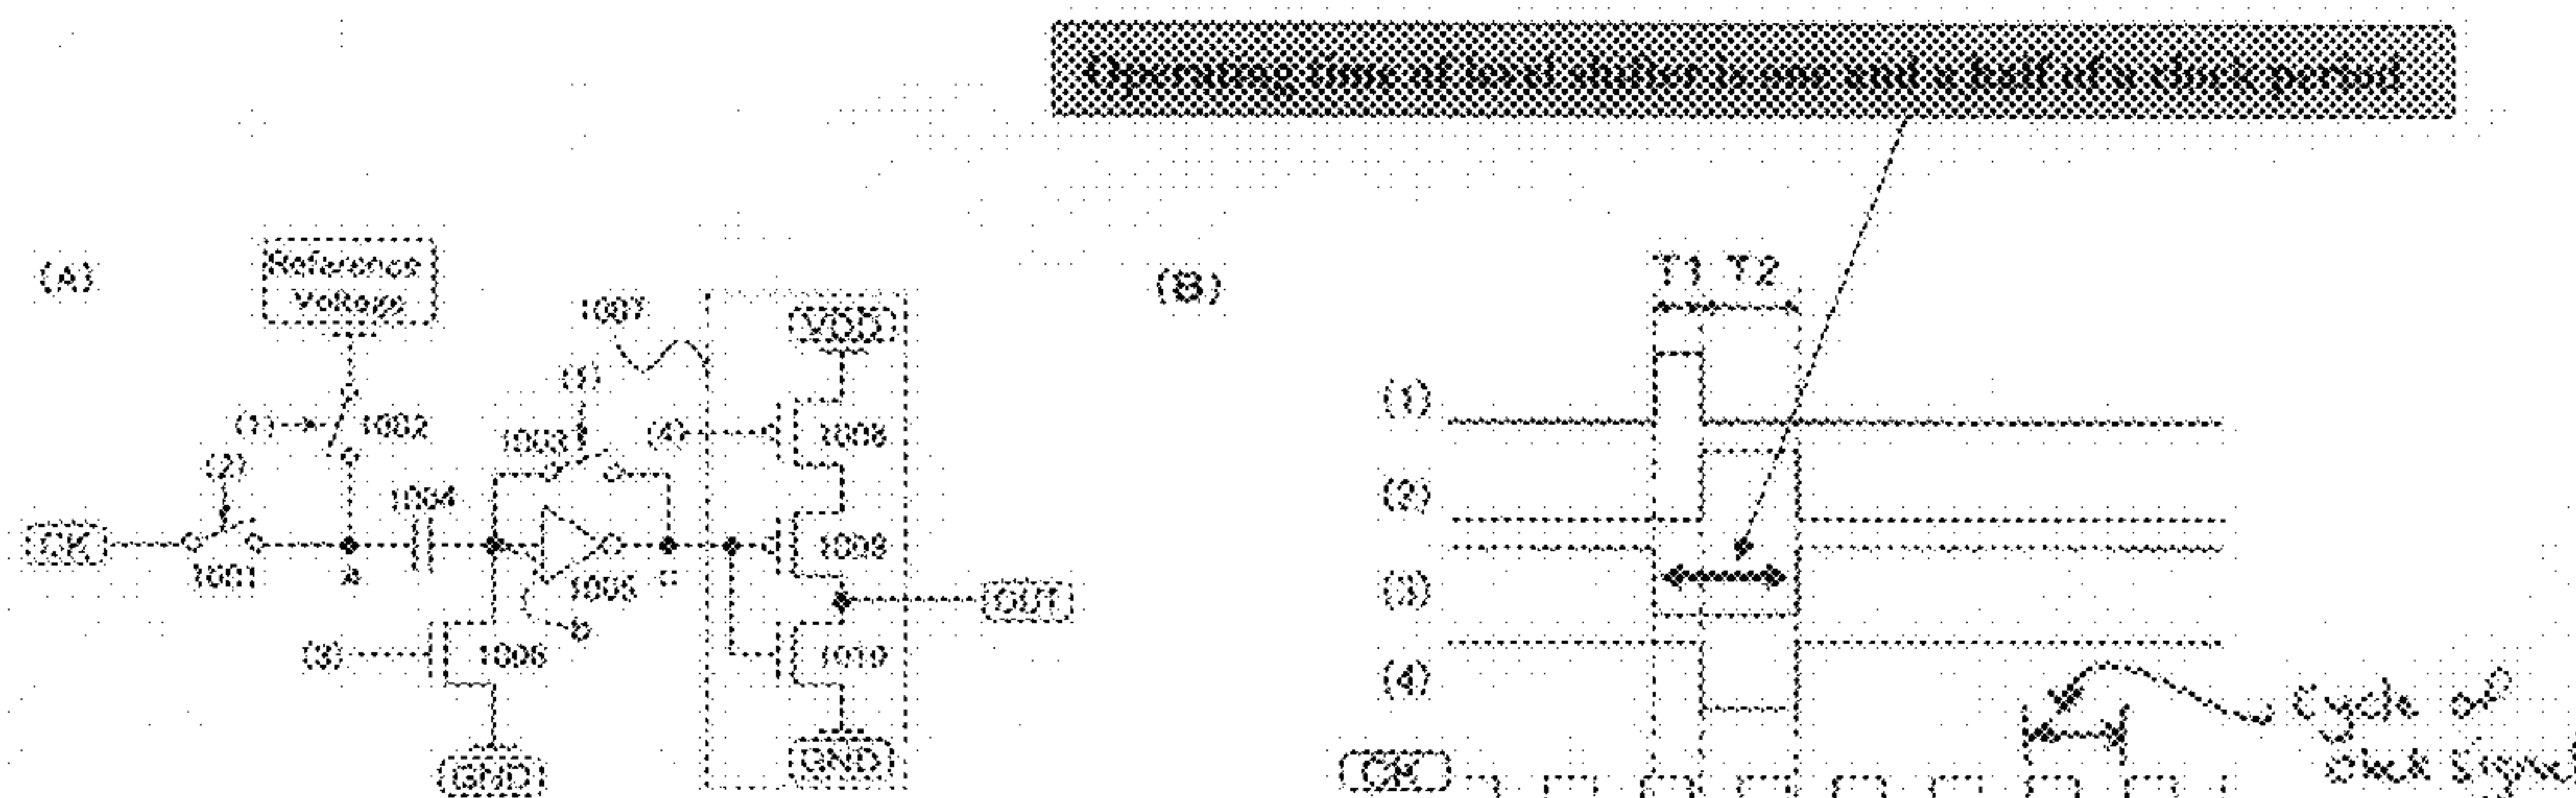 Operating time of level shifter is one and a half of a clock period
(A)
Reference
Voltage
1007
VDD
(B)
T1 T2
(1)
(1)
1002
1003
(4)
1008
(1)
(2)
1004
(2)
CK
1001
a
1005
1009
OUT
(3)
(3)
1006
1010
(4)
GND
GND
CK
Cycle of
clock